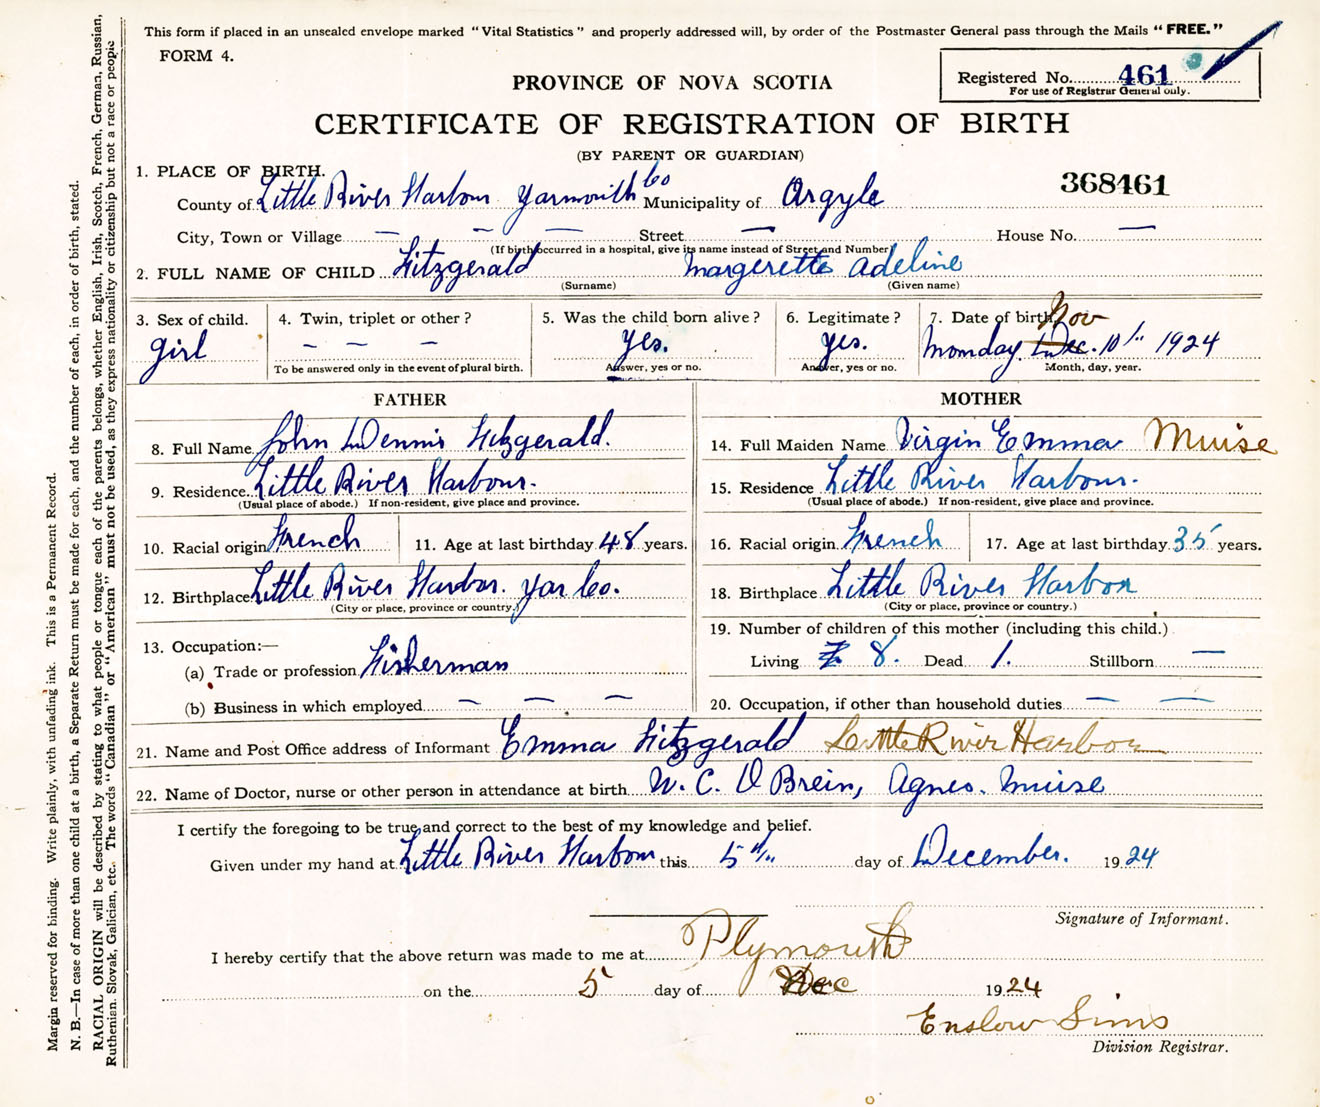 This form if placed in an unsealed envelope marked "Vital Statistics" and properly addressed will, by order of the Postmaster General pass through the Mails "FREE."
FORM 4.
Registered No. 461
For use of Registrar General only.
PROVINCE OF NOVA SCOTIA
CERTIFICATE OF REGISTRATION OF BIRTH
(BY PARENT OR GUARDIAN)
368461
1. PLACE OF BIRTH.
County of Little River Harbour Yarmouth Co Municipality of Argyle
City, Town or Village — — — Street — House No. —
(If birth occurred in a hospital, give its name instead of Street and Number)
2. FULL NAME OF CHILD Fitzgerald Margerette Adeline
(Surname) (Given name)
3. Sex of child. 4. Twin, triplet or other? 5. Was the child born alive? 6. Legitimate? 7. Date of birth Nov
girl — — — Yes. Yes. Monday Dec. 10th 1924
To be answered only in the event of plural birth. Answer, yes or no. Answer, yes or no. Month, day, year.
FATHER
8. Full Name John Dennis Fitzgerald.
9. Residence Little River Harbour.
(Usual place of abode.) If non-resident, give place and province.
10. Racial origin French 11. Age at last birthday 48 years.
12. Birthplace Little River Harbor. Yar Co.
(City or place, province or country.)
13. Occupation:—
(a) Trade or profession Fisherman
(b) Business in which employed — — —
MOTHER
14. Full Maiden Name Virgin Emma Muise
15. Residence Little River Harbour.
(Usual place of abode.) If non-resident, give place and province.
16. Racial origin French 17. Age at last birthday 35 years.
18. Birthplace Little River Harbor
(City or place, province or country.)
19. Number of children of this mother (including this child.)
Living 7. 8. Dead 1. Stillborn —
20. Occupation, if other than household duties — —
21. Name and Post Office address of Informant Emma Fitzgerald Little River Harbor
22. Name of Doctor, nurse or other person in attendance at birth W. C. O Brein, Agnes. Muise
I certify the foregoing to be true and correct to the best of my knowledge and belief.
Given under my hand at Little River Harbour this 5th day of December. 1924
Signature of Informant.
I hereby certify that the above return was made to me at Plymouth
on the 5 day of Dec 1924
Enslow Sims
Division Registrar.
Margin reserved for binding. Write plainly, with unfading ink. This is a Permanent Record.
N. B.—In case of more than one child at a birth, a Separate Return must be made for each, and the number of each, in order of birth, stated.
RACIAL ORIGIN will be described by stating to what people or tongue each of the parents belongs, whether English, Irish, Scotch, French, German, Russian,
Ruthenian, Slovak, Galician, etc. The words "Canadian" or "American" must not be used, as they express nationality or citizenship but not a race or people